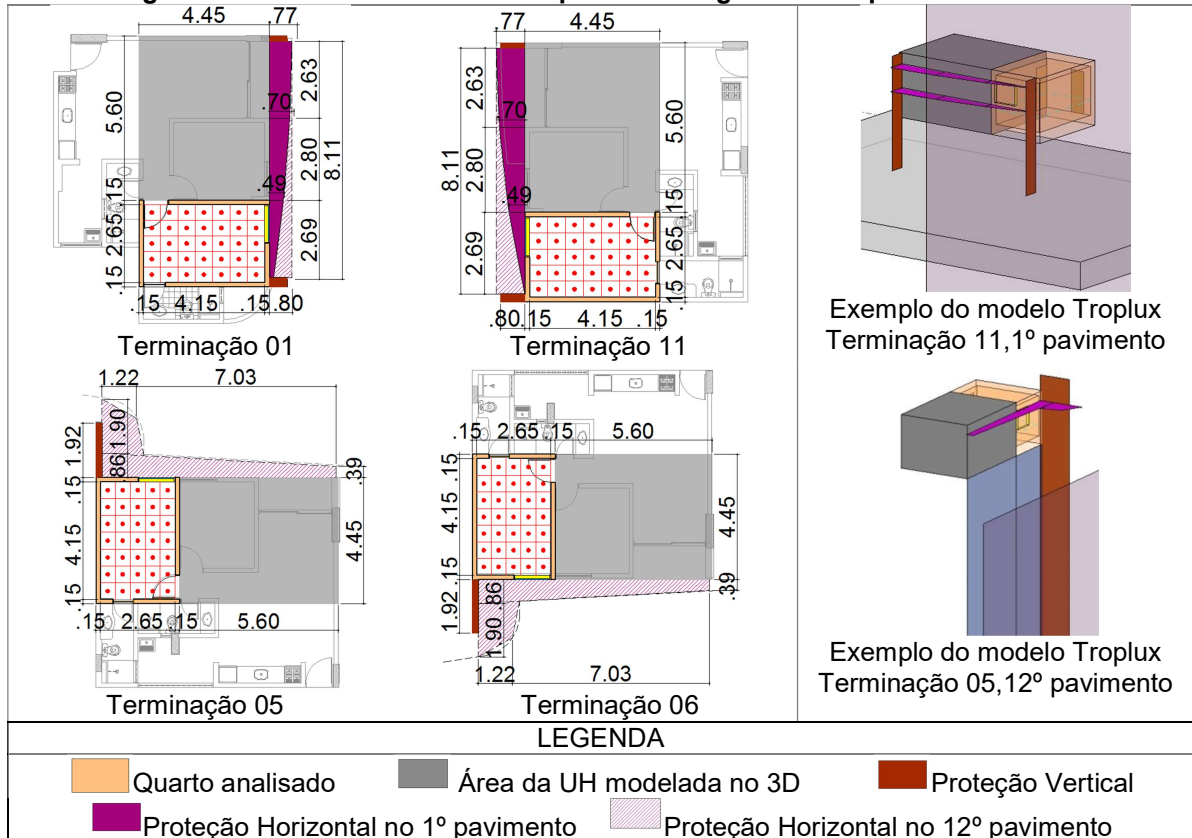 4.45 .77
5.60
2.63
.70
2.80
8.11
.49
.15
2.65
2.69
.15
.15 4.15 .15 .80
Terminação 01
.77 4.45
2.63
.70
5.60
8.11
2.80
.49
.15
2.65
2.69
.15
.80 .15 4.15 .15
Terminação 11
Exemplo do modelo Troplux
Terminação 11,1º pavimento
1.22 7.03
1.92
1.90
.86
.39
.15
4.15
4.45
.15
.15 2.65 .15 5.60
Terminação 05
.15 2.65 .15 5.60
.15
4.15
4.45
.15
.86
.39
1.92
1.90
1.22 7.03
Terminação 06
Exemplo do modelo Troplux
Terminação 05,12º pavimento
LEGENDA
Quarto analisado Área da UH modelada no 3D Proteção Vertical
Proteção Horizontal no 1º pavimento Proteção Horizontal no 12º pavimento